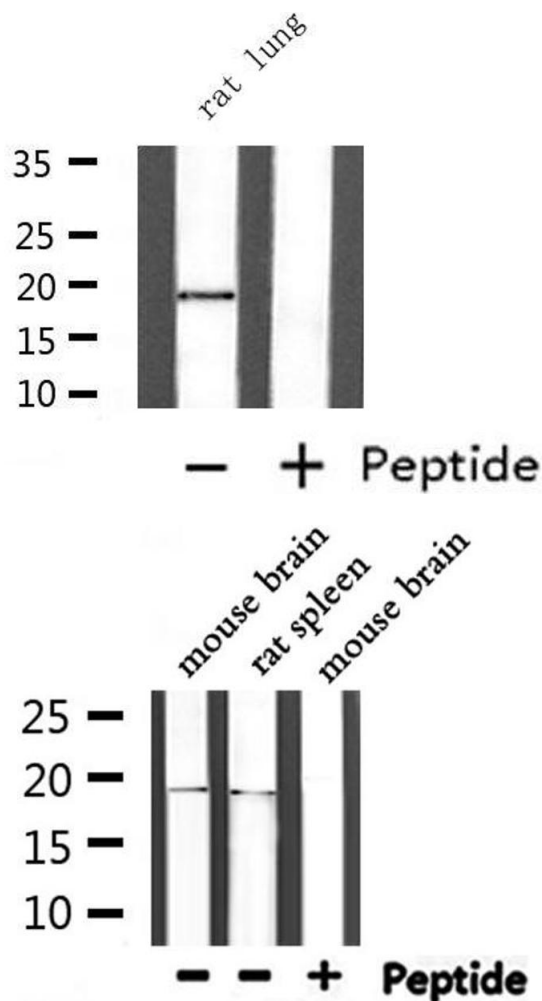 rat lung
35
25
20
15
10
− + Peptide
mouse brain
rat spleen
mouse brain
25
20
15
10
− − + Peptide